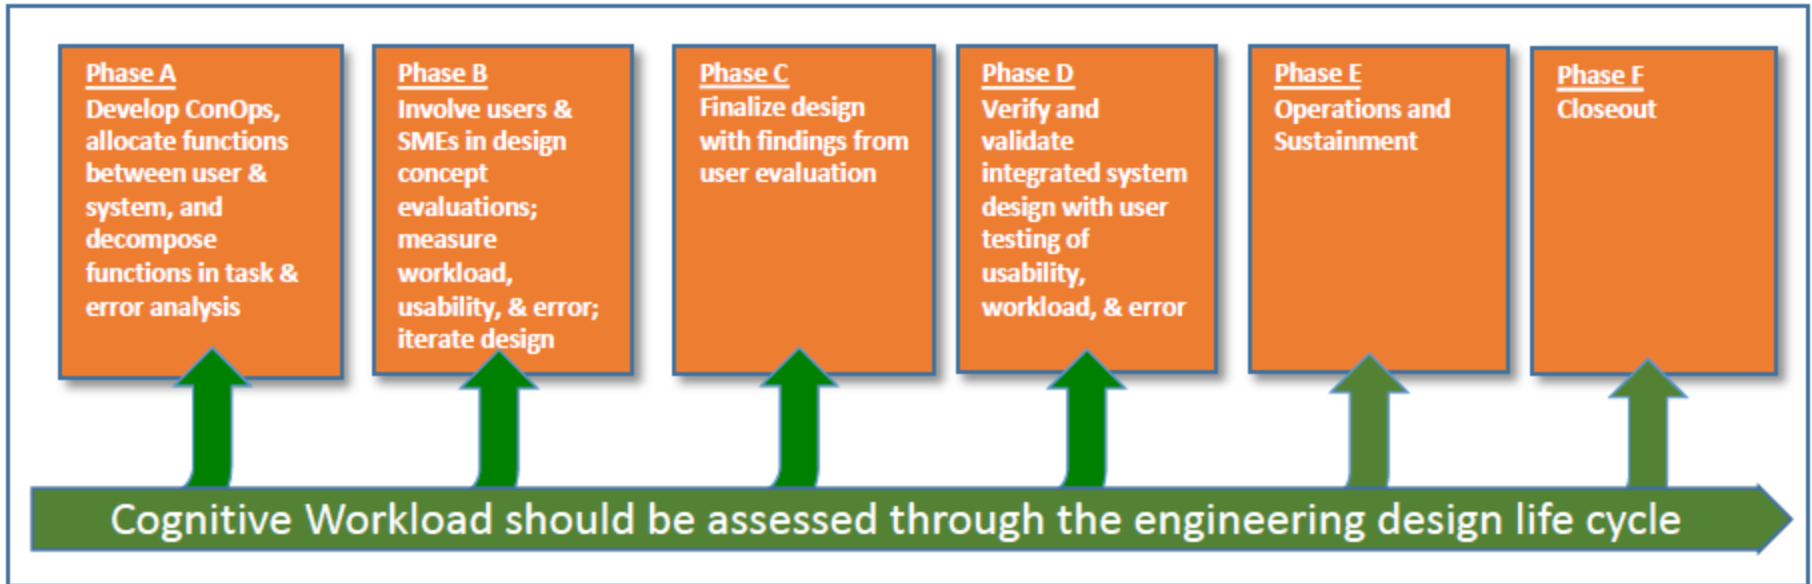 Phase A
Develop ConOps,
allocate functions
between user &
system, and
decompose
functions in task &
error analysis
Phase B
Involve users &
SMEs in design
concept
evaluations;
measure
workload,
usability, & error;
iterate design
Phase C
Finalize design
with findings from
user evaluation
Phase D
Verify and
validate
integrated system
design with user
testing of
usability,
workload, & error
Phase E
Operations and
Sustainment
Phase F
Closeout
Cognitive Workload should be assessed through the engineering design life cycle